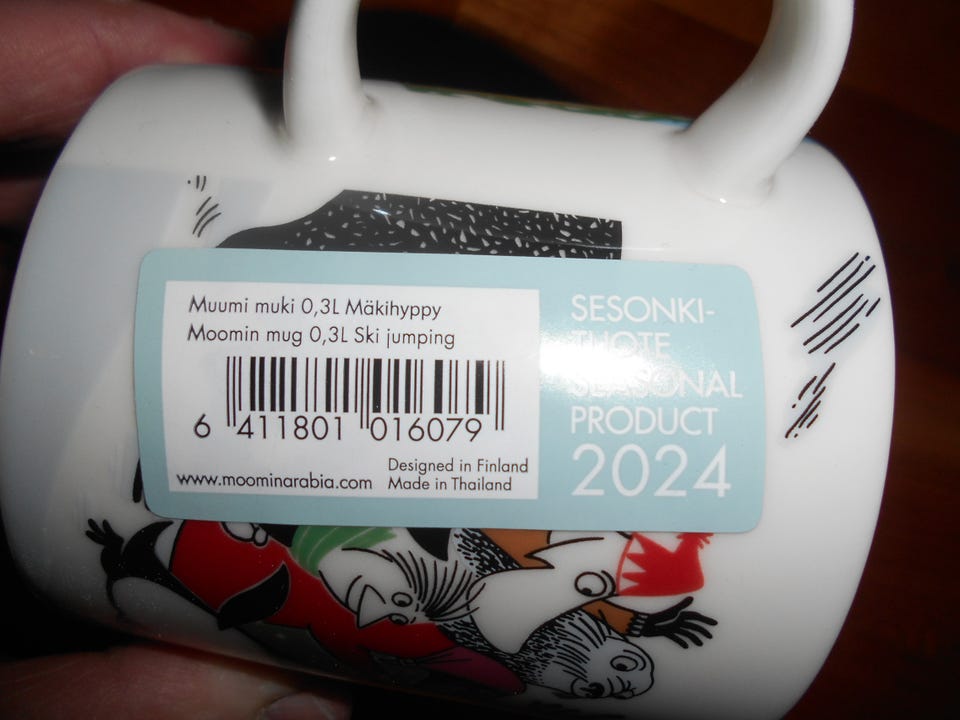 Muumi muki 0,3L Mäkihyppy
Moomin mug 0,3L Ski jumping
6 411801 016079
www.moominarabia.com
Designed in Finland
Made in Thailand
SESONKI-
TUOTE
SEASONAL
PRODUCT
2024